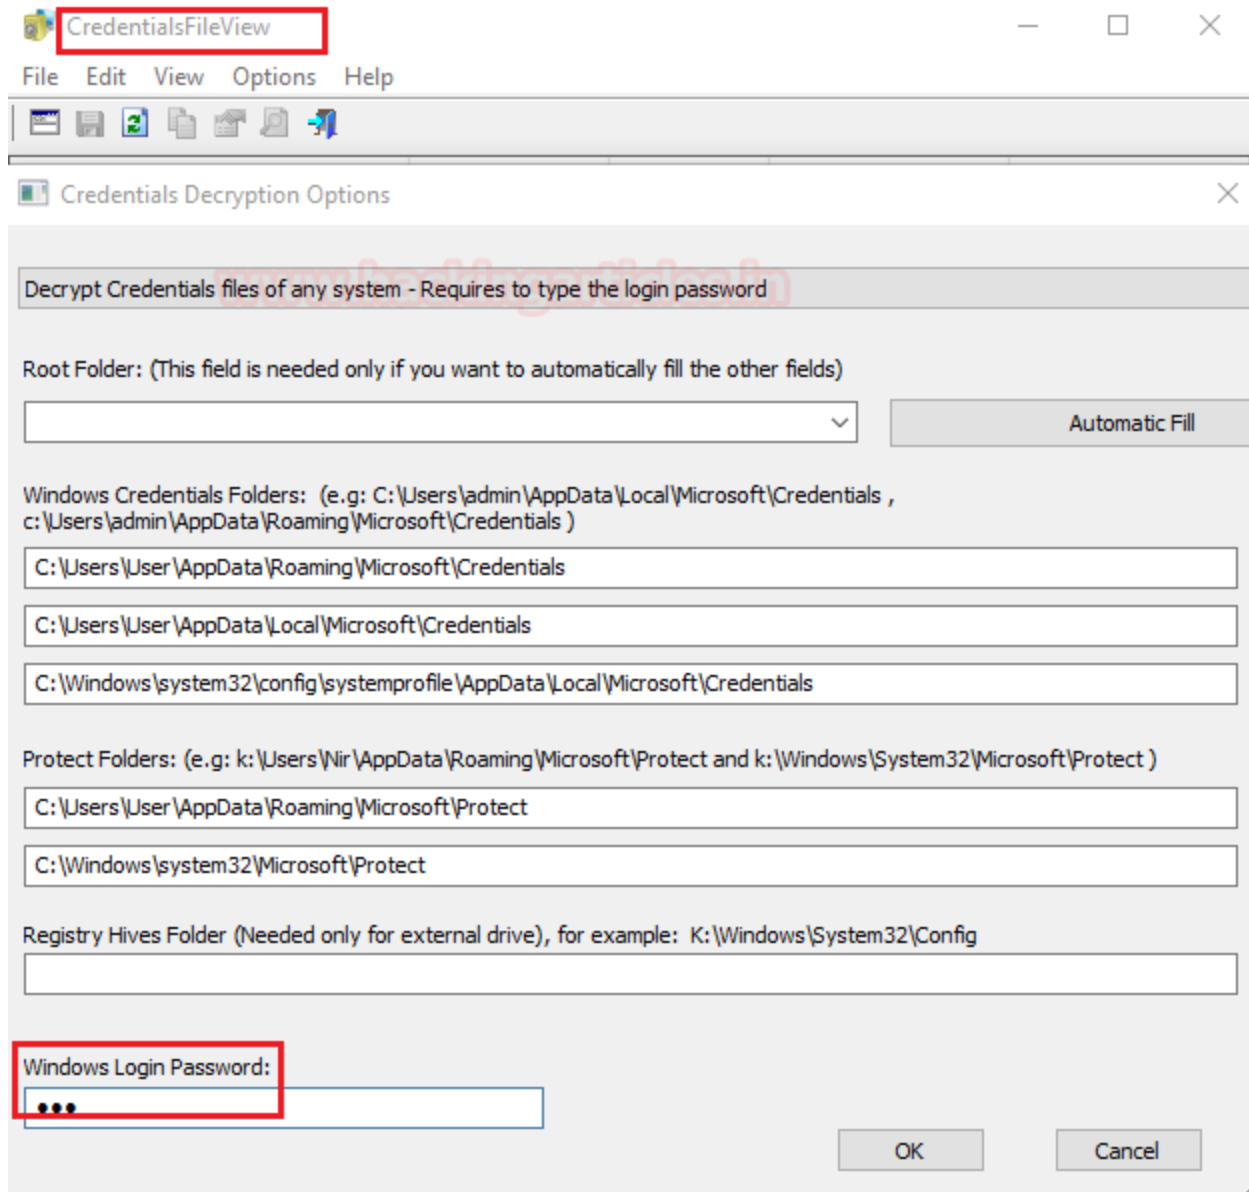 CredentialsFileView
File Edit View Options Help
Credentials Decryption Options
www.hackingarticles.in
Decrypt Credentials files of any system - Requires to type the login password
Root Folder: (This field is needed only if you want to automatically fill the other fields)
Automatic Fill
Windows Credentials Folders:  (e.g: C:\Users\admin\AppData\Local\Microsoft\Credentials ,
c:\Users\admin\AppData\Roaming\Microsoft\Credentials )
C:\Users\User\AppData\Roaming\Microsoft\Credentials
C:\Users\User\AppData\Local\Microsoft\Credentials
C:\Windows\system32\config\systemprofile\AppData\Local\Microsoft\Credentials
Protect Folders: (e.g: k:\Users\Nir\AppData\Roaming\Microsoft\Protect and k:\Windows\System32\Microsoft\Protect )
C:\Users\User\AppData\Roaming\Microsoft\Protect
C:\Windows\system32\Microsoft\Protect
Registry Hives Folder (Needed only for external drive), for example:  K:\Windows\System32\Config
Windows Login Password:
•••
OK Cancel